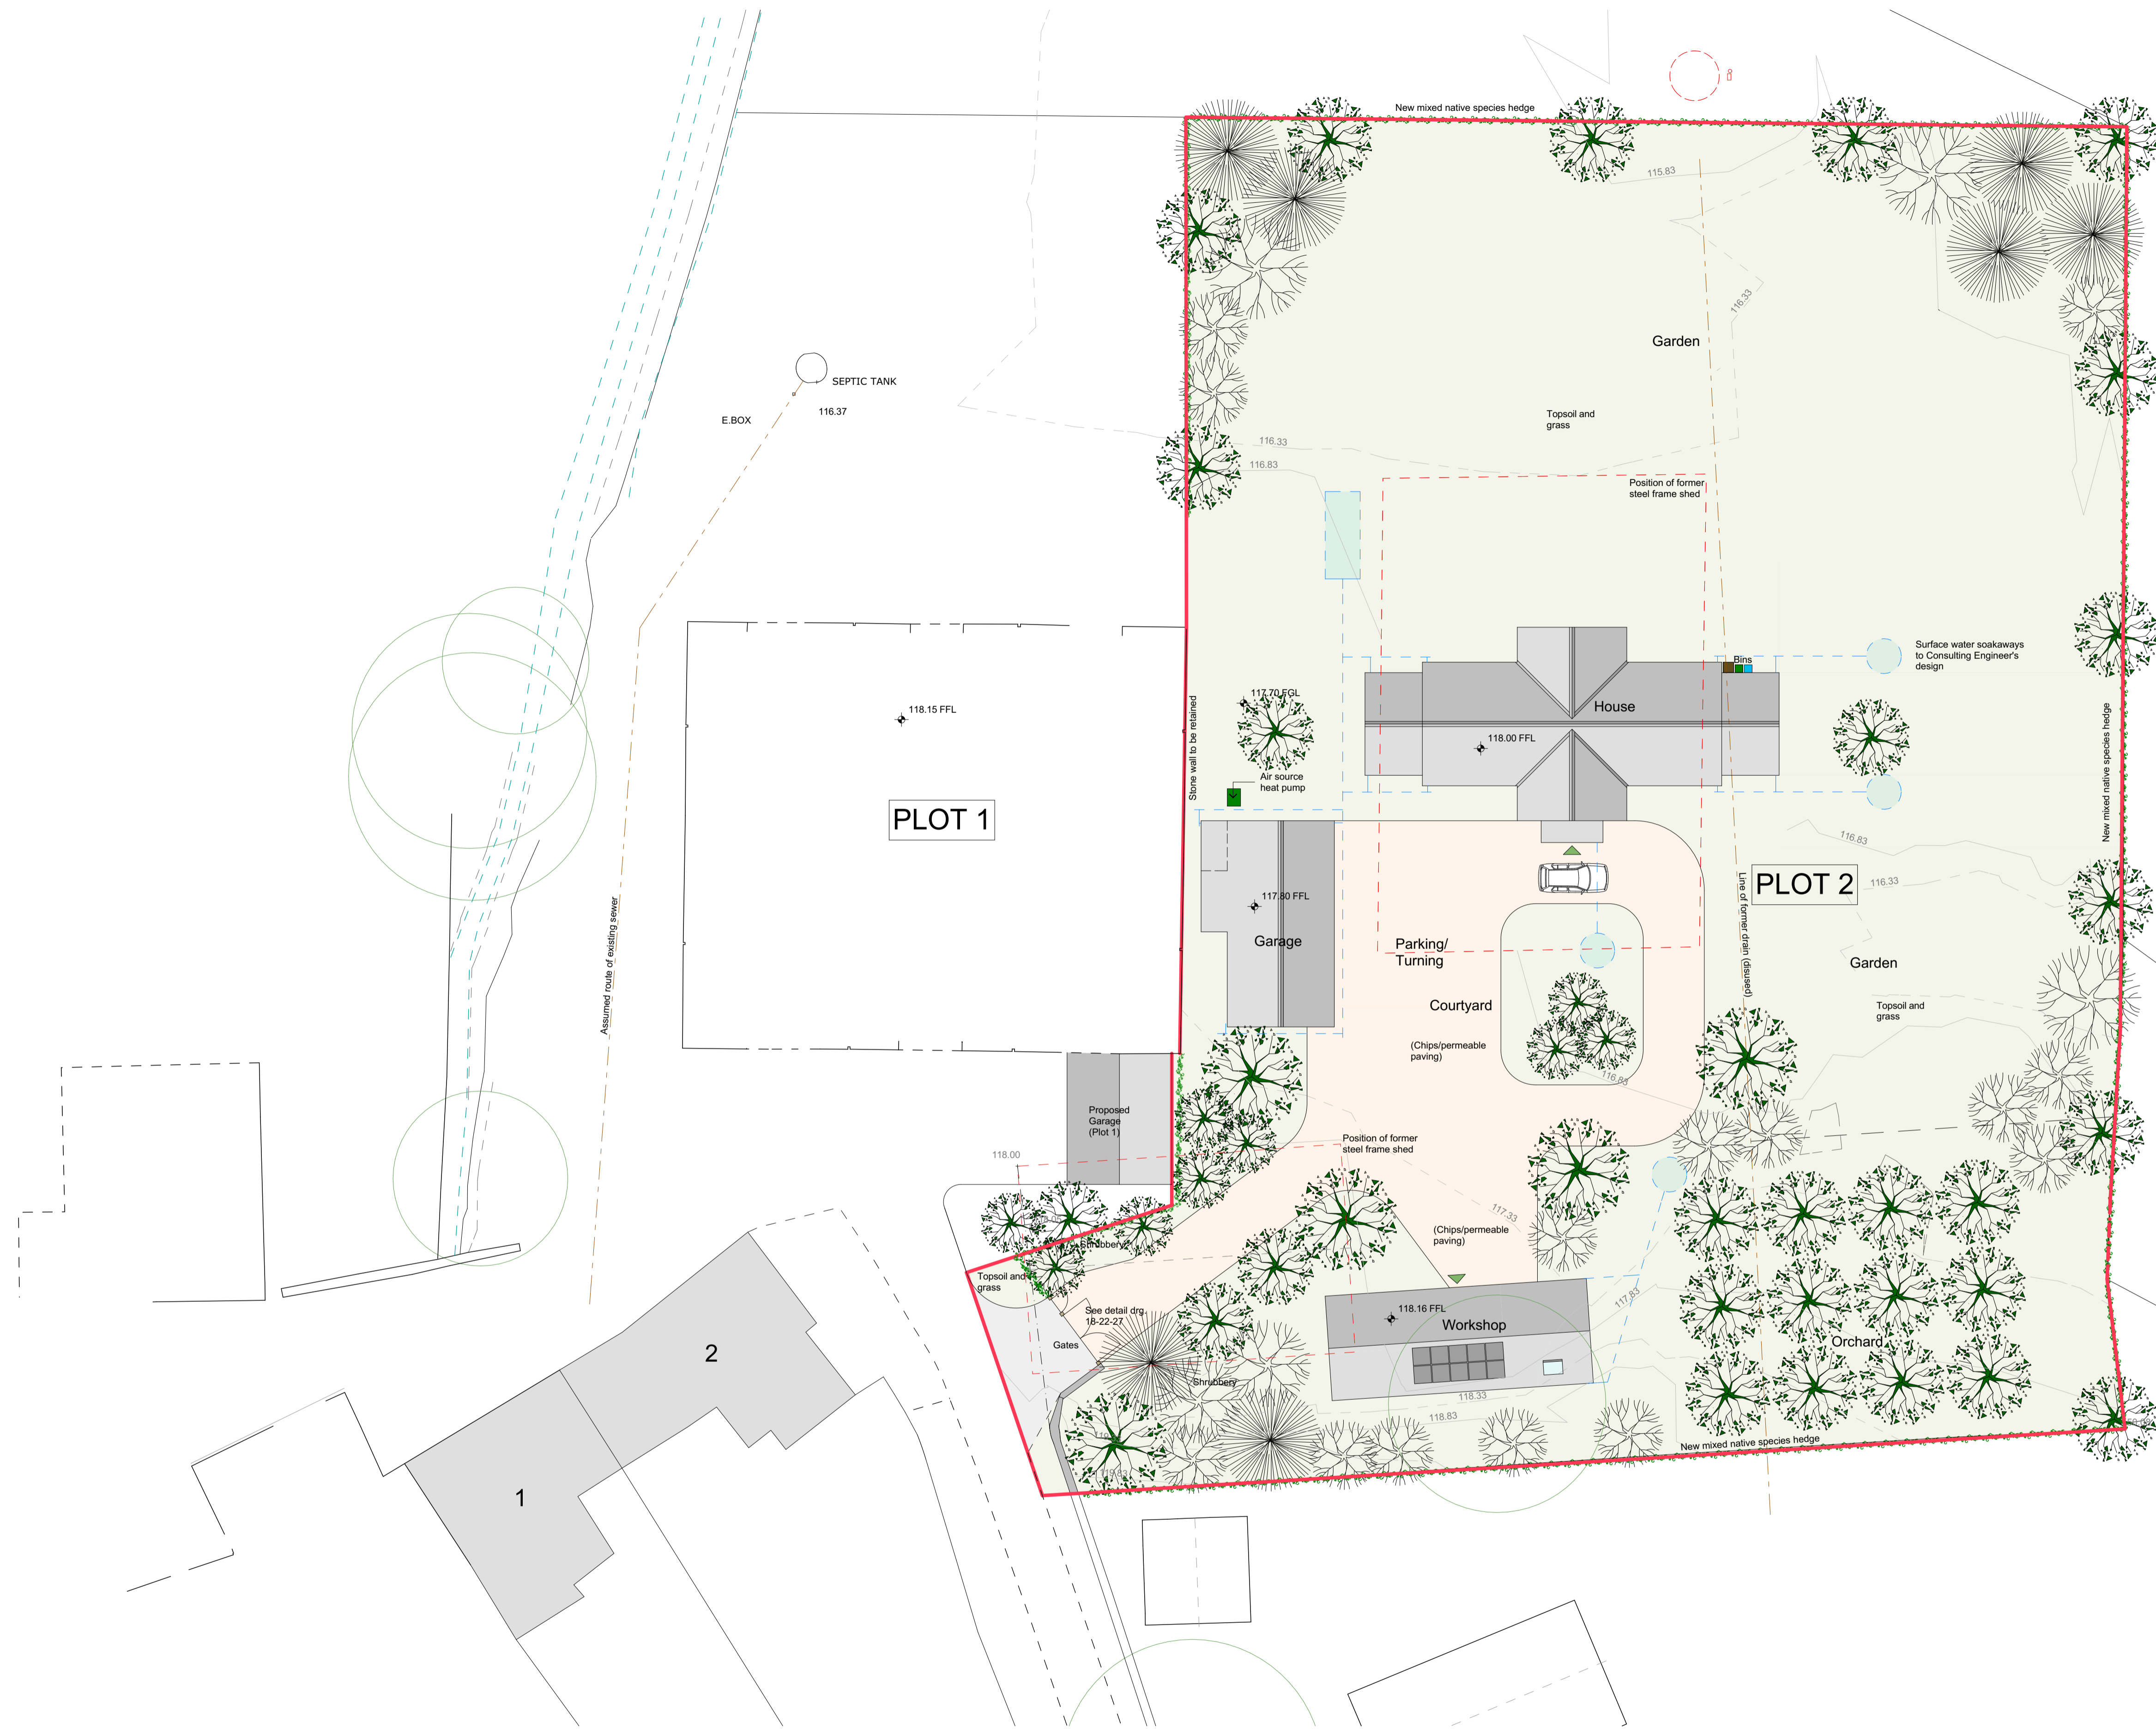 New mixed native species hedge
115.83
116.33
Garden
SEPTIC TANK
116.37
E.BOX
Topsoil and
grass
116.33
116.83
Position of former
steel frame shed
Surface water soakaways
to Consulting Engineer's
design
Bins
House
117.70 FGL
118.15 FFL
118.00 FFL
Stone wall to be retained
New mixed native species hedge
Air source
heat pump
PLOT 1
116.83
116.33
PLOT 2
117.80 FFL
Garage
Parking/
Turning
Line of former drain (disused)
Assumed route of existing sewer
Garden
Courtyard
Topsoil and
grass
(Chips/permeable
paving)
116.83
Proposed
Garage
(Plot 1)
Position of former
steel frame shed
118.00
117.33
(Chips/permeable
paving)
Shrubbery
Topsoil and
grass
See detail drg
18-22-27
117.83
118.16 FFL
Workshop
Gates
Orchard
2
Shrubbery
118.33
118.83
New mixed native species hedge
1